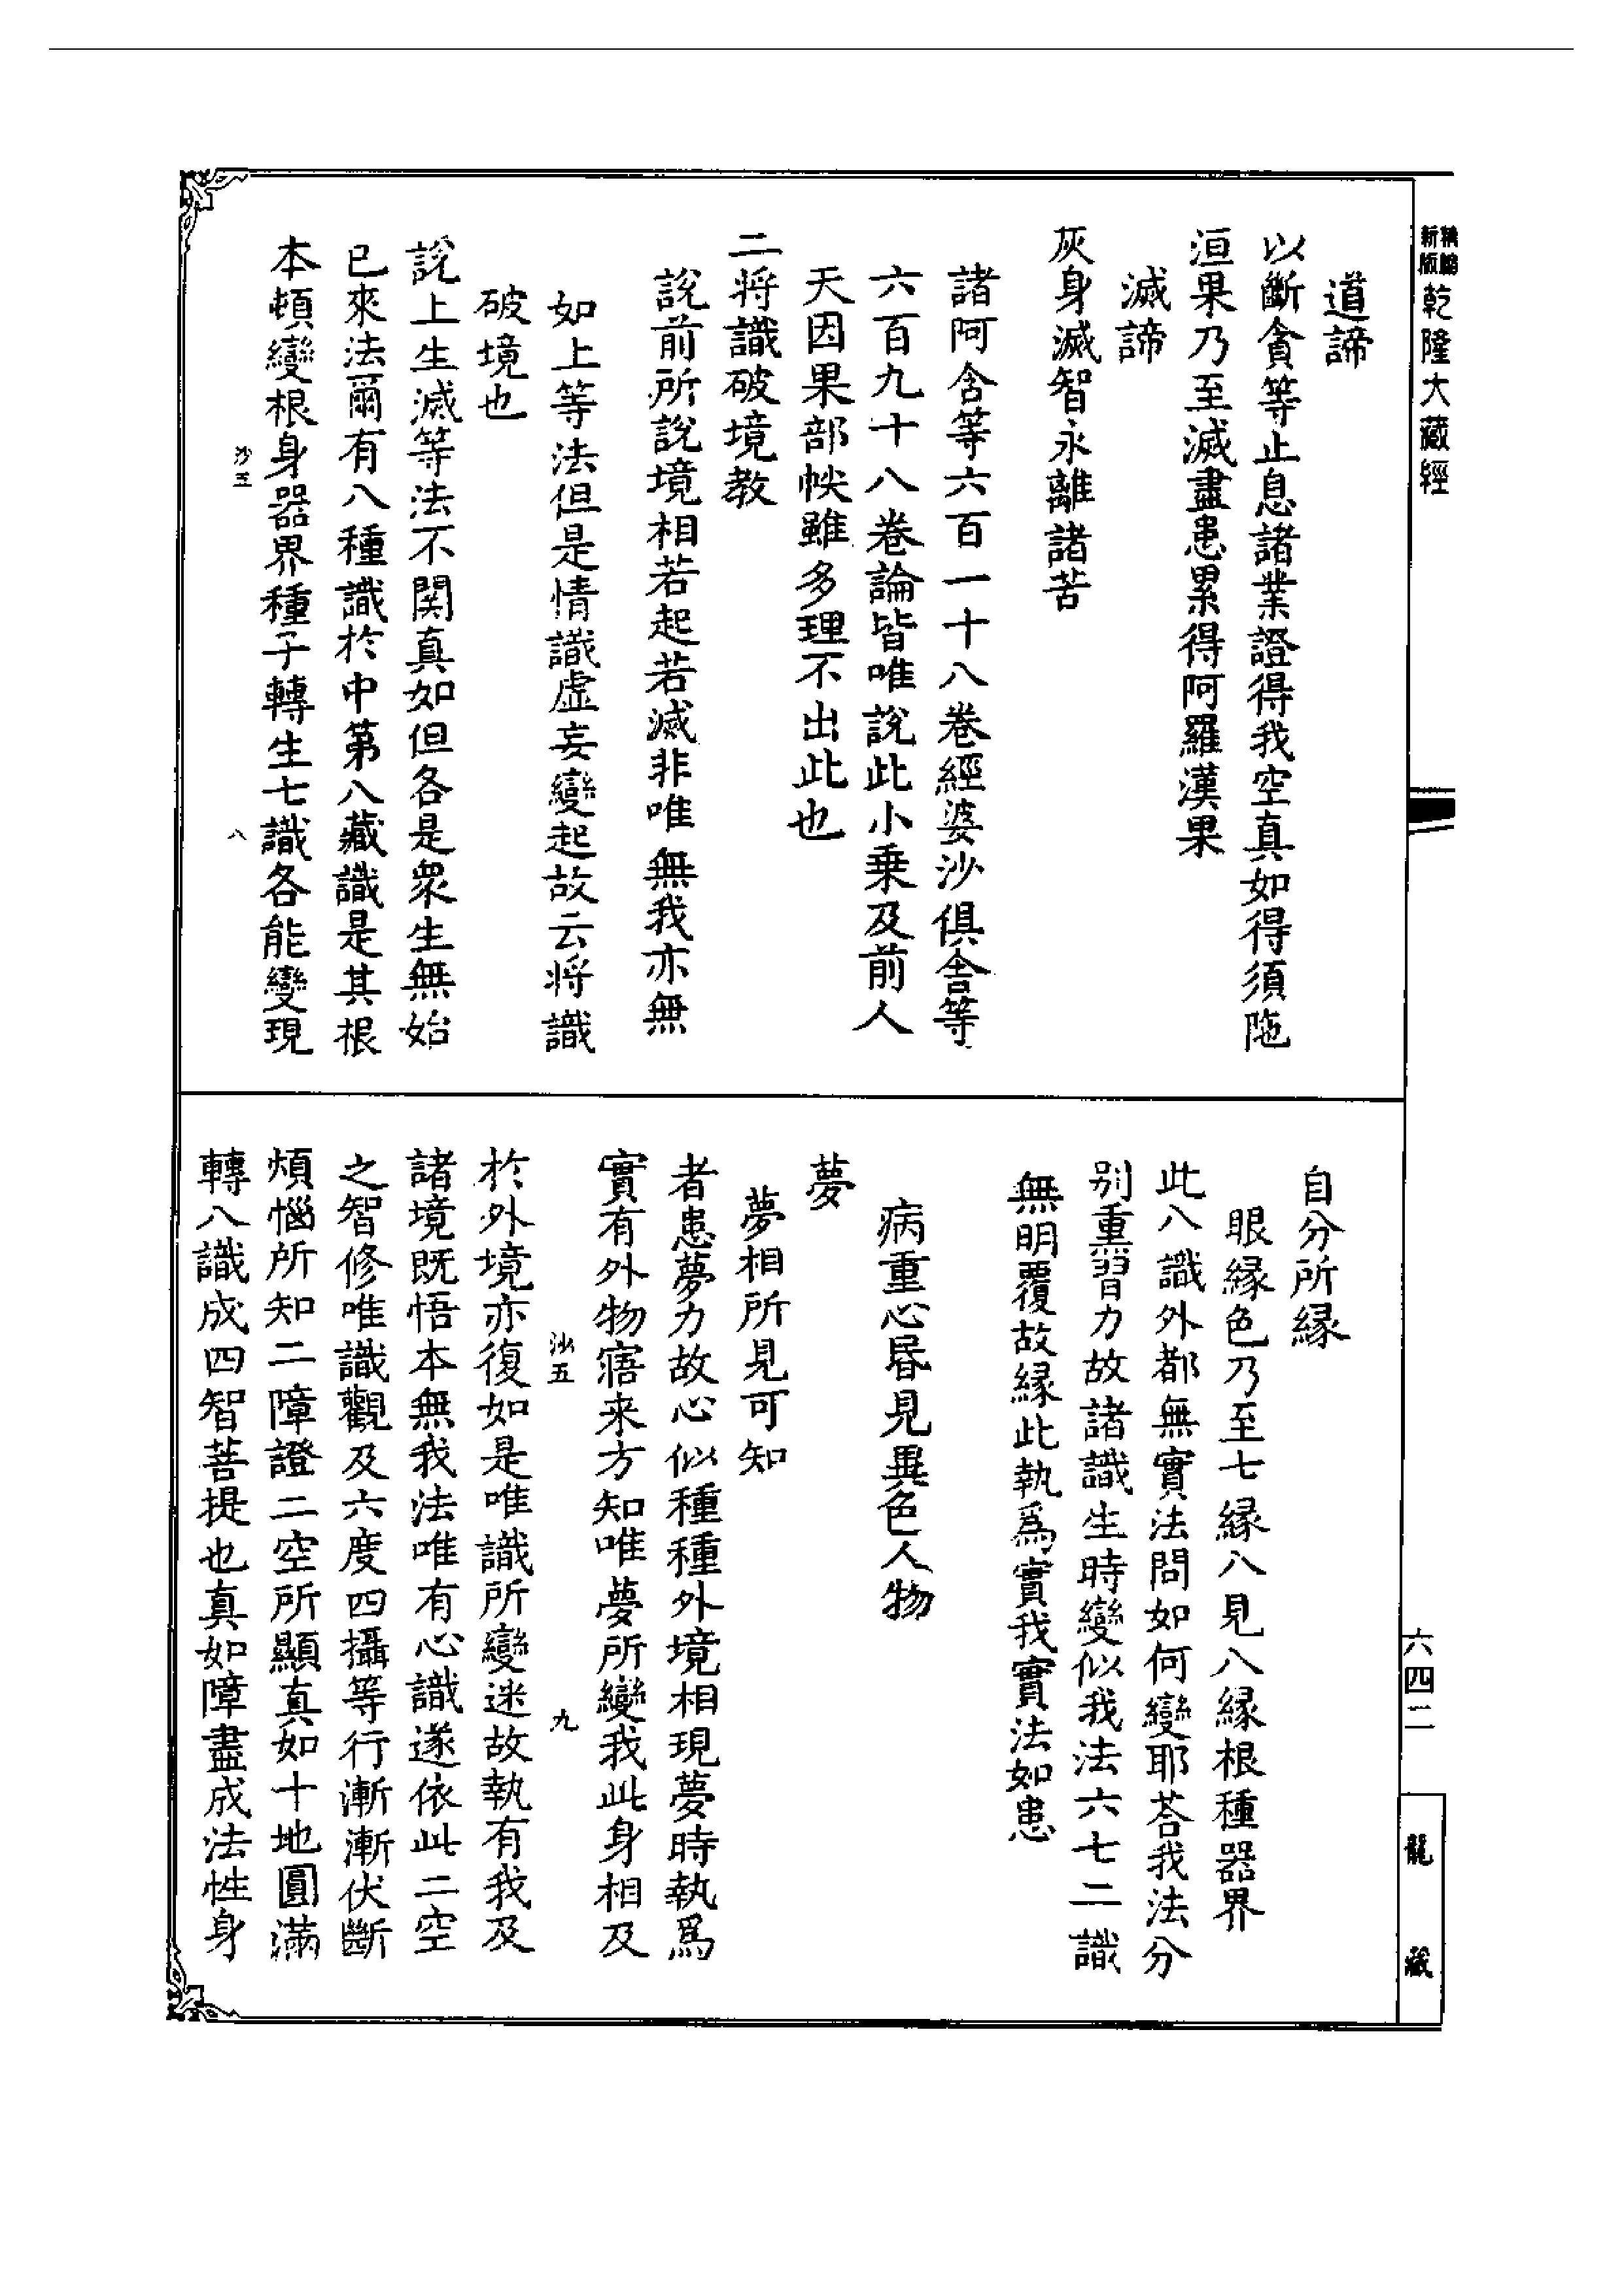 新版
乾隆大藏經
道諦
以斷貪等止息諸業證得我空真如得須陁
洹果乃至滅盡患累得阿羅漢果
滅諦
灰身滅智永離諸苦
諸阿含等六百一十八卷經婆沙俱舍等
六百九十八卷論皆唯說此小乘及前人
天因果部帙雖多理不出此也
二將識破境教
說前所說境相若起若滅非唯無我亦無
如上等法但是情識虛妄變起故云將識
破境也
說上生滅等法不関真如但各是眾生無始
已來法爾有八種識於中第八藏識是其根
本頓變根身器界種子轉生七識各能變現
沙五
八
自分所緣
眼緣色乃至七緣八見八緣根種器界
此八識外都無實法問如何變耶荅我法分
別熏習力故諸識生時變似我法六七二識
無明覆故緣此執為實我實法如患
病重心昬見異色人物
夢
夢相所見可知
者患夢力故心似種種外境相現夢時執為
實有外物寤来方知唯夢所變我此身相及
沙五
九
於外境亦復如是唯識所變迷故執有我及
諸境既悟本無我法唯有心識遂依此二空
之智修唯識觀及六度四攝等行漸漸伏斷
煩惱所知二障證二空所顯真如十地圓滿
轉八識成四智菩提也真如障盡成法性身
六四二
龍藏